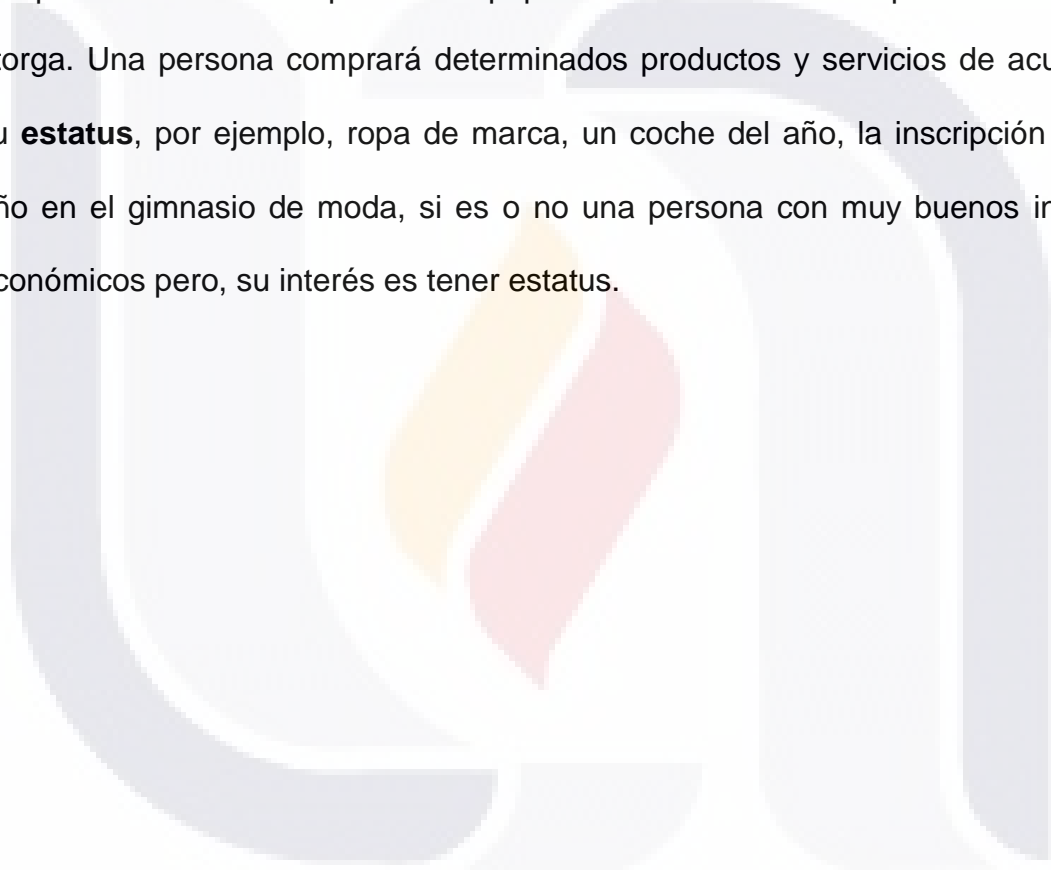 torga. Una persona comprará determinados productos y servicios de acu
u estatus, por ejemplo, ropa de marca, un coche del año, la inscripción
ño en el gimnasio de moda, si es o no una persona con muy buenos in
conómicos pero, su interés es tener estatus.